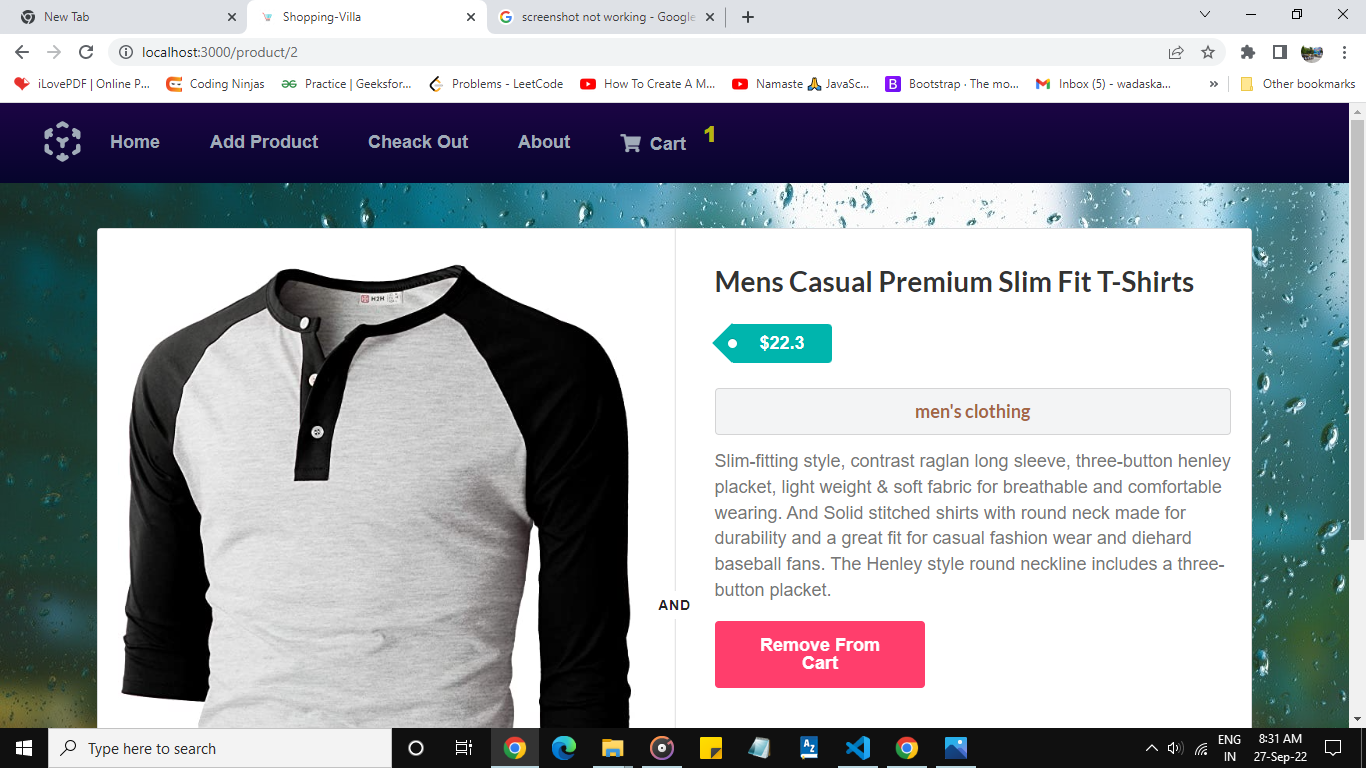 New Tab
Shopping-Villa
screenshot not working - Google
localhost:3000/product/2
iLovePDF | Online P...
Coding Ninjas
Practice | Geeksfor...
Problems - LeetCode
How To Create A M...
Namaste 🙏 JavaSc...
Bootstrap · The mo...
Inbox (5) - wadaska...
»
Other bookmarks
Home
Add Product
Cheack Out
About
Cart
1
H2H
Mens Casual Premium Slim Fit T-Shirts
$22.3
men's clothing
Slim-fitting style, contrast raglan long sleeve, three-button henley
placket, light weight & soft fabric for breathable and comfortable
wearing. And Solid stitched shirts with round neck made for
durability and a great fit for casual fashion wear and diehard
baseball fans. The Henley style round neckline includes a three-
button placket.
AND
Remove From
Cart
Type here to search
ENG
IN
8:31 AM
27-Sep-22